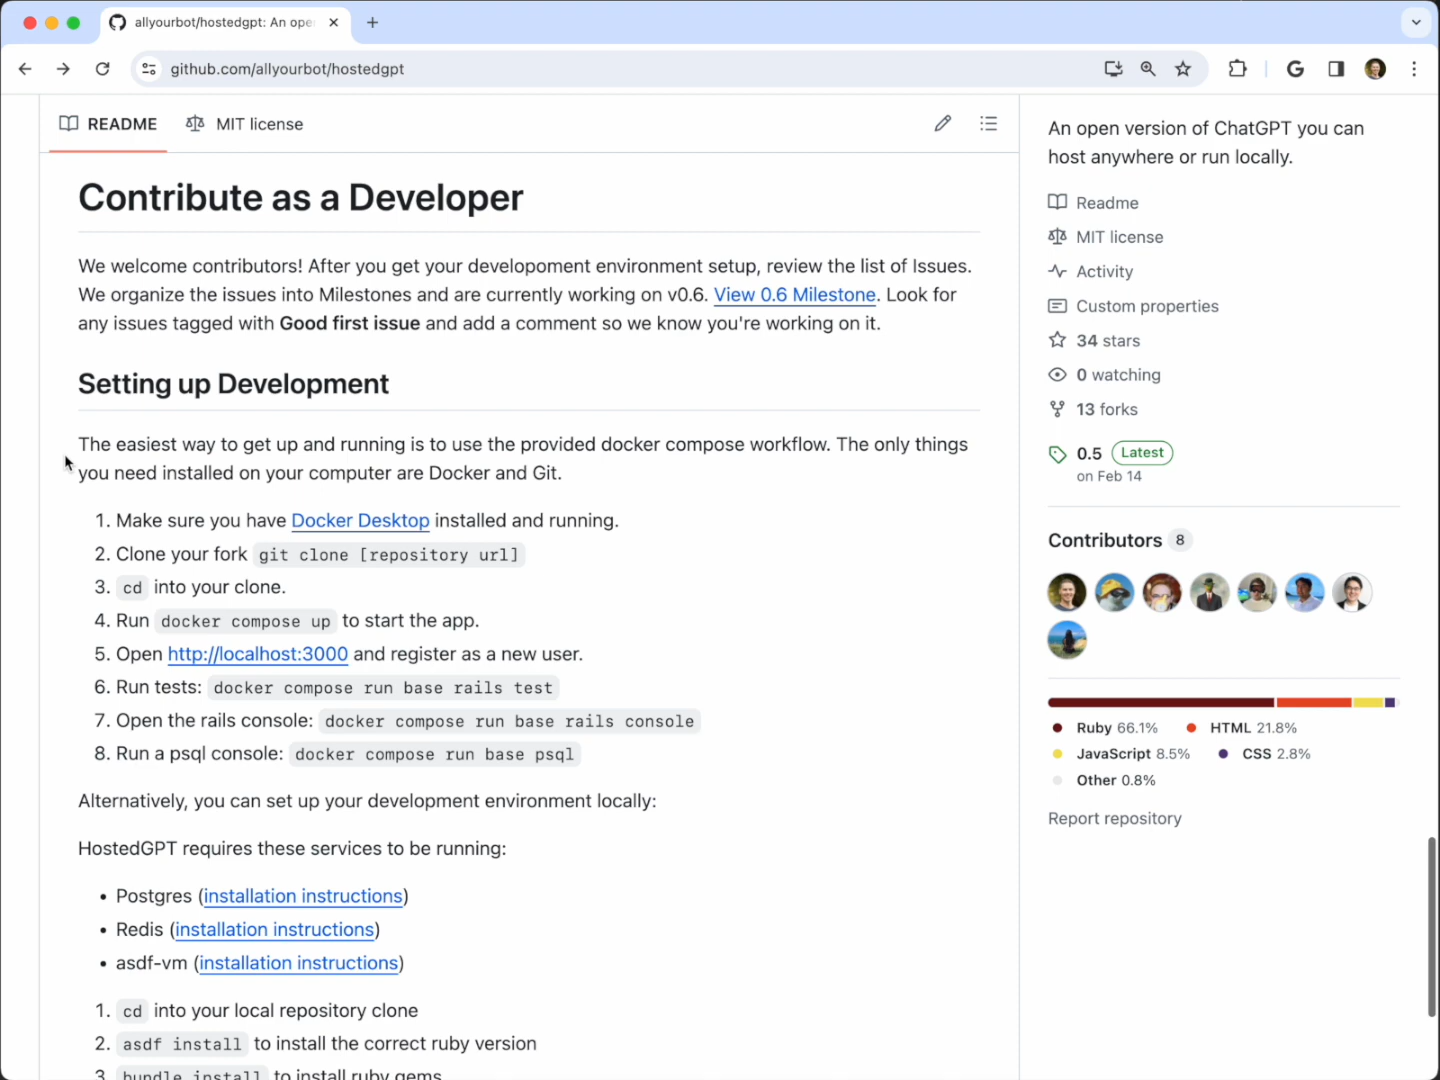 allyourbot/hostedgpt: An ope
github.com/allyourbot/hostedgpt
README
MIT license
Contribute as a Developer
We welcome contributors! After you get your developoment environment setup, review the list of Issues.
We organize the issues into Milestones and are currently working on v0.6. View 0.6 Milestone. Look for
any issues tagged with Good first issue and add a comment so we know you're working on it.
Setting up Development
The easiest way to get up and running is to use the provided docker compose workflow. The only things
you need installed on your computer are Docker and Git.
1. Make sure you have Docker Desktop installed and running.
2. Clone your fork git clone [repository url]
3. cd into your clone.
4. Run docker compose up to start the app.
5. Open http://localhost:3000 and register as a new user.
6. Run tests: docker compose run base rails test
7. Open the rails console: docker compose run base rails console
8. Run a psql console: docker compose run base psql
Alternatively, you can set up your development environment locally:
HostedGPT requires these services to be running:
• Postgres (installation instructions)
• Redis (installation instructions)
• asdf-vm (installation instructions)
1. cd into your local repository clone
2. asdf install to install the correct ruby version
3. bundle install to install ruby gems
An open version of ChatGPT you can
host anywhere or run locally.
Readme
MIT license
Activity
Custom properties
34 stars
0 watching
13 forks
0.5 Latest
on Feb 14
Contributors 8
Ruby 66.1% HTML 21.8%
JavaScript 8.5% CSS 2.8%
Other 0.8%
Report repository